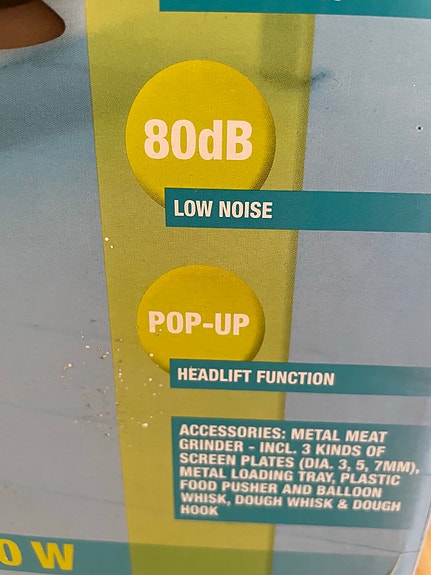 80dB
LOW NOISE
POP-UP
HEADLIFT FUNCTION
ACCESSORIES: METAL MEAT
GRINDER - INCL. 3 KINDS OF
SCREEN PLATES (DIA. 3, 5, 7MM),
METAL LOADING TRAY, PLASTIC
FOOD PUSHER AND BALLOON
WHISK, DOUGH WHISK & DOUGH
HOOK
0 W